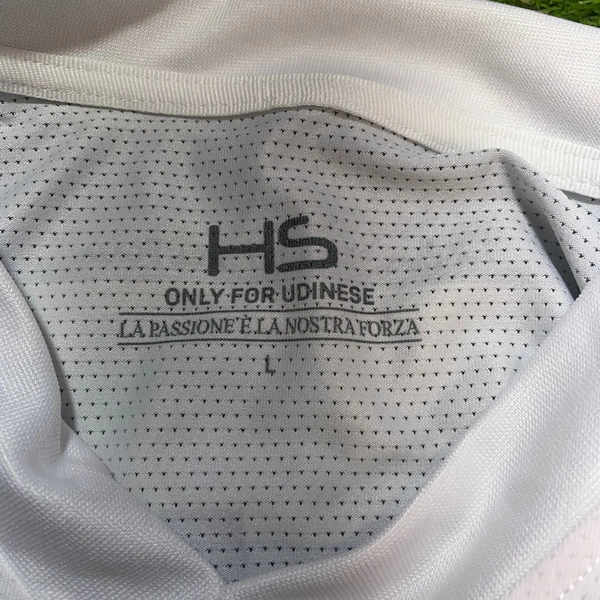 HS
ONLY FOR UDINESE
LA PASSIONE È LA NOSTRA FORZA
L